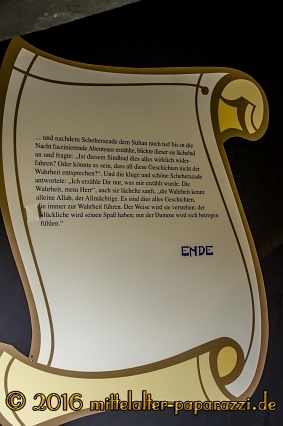 ... und nachdem Scheherazade dem Sultan noch tief bis in die
Nacht faszinierende Abenteuer erzählte, blickte dieser sie lächelnd
an und fragte: „Ist diesem Sindbad dies alles wirklich wider-
fahren? Oder könnte es sein, dass all diese Geschichten nicht der
Wahrheit entsprechen?“. Und die kluge und schöne Scheherazade
antwortete: „Ich erzähle Dir nur, was mir erzählt wurde. Die
Wahrheit, mein Herr“, auch sie lächelte sanft, „die Wahrheit kennt
alleine Allah, der Allmächtige. Es sind dies alles Geschichten,
die immer zur Wahrheit führen. Der Weise wird sie verstehen; der
Glückliche wird seinen Spaß haben; nur der Dumme wird sich betrogen
fühlen.“
ENDE
© 2016 mittelalter-paparazzi.de